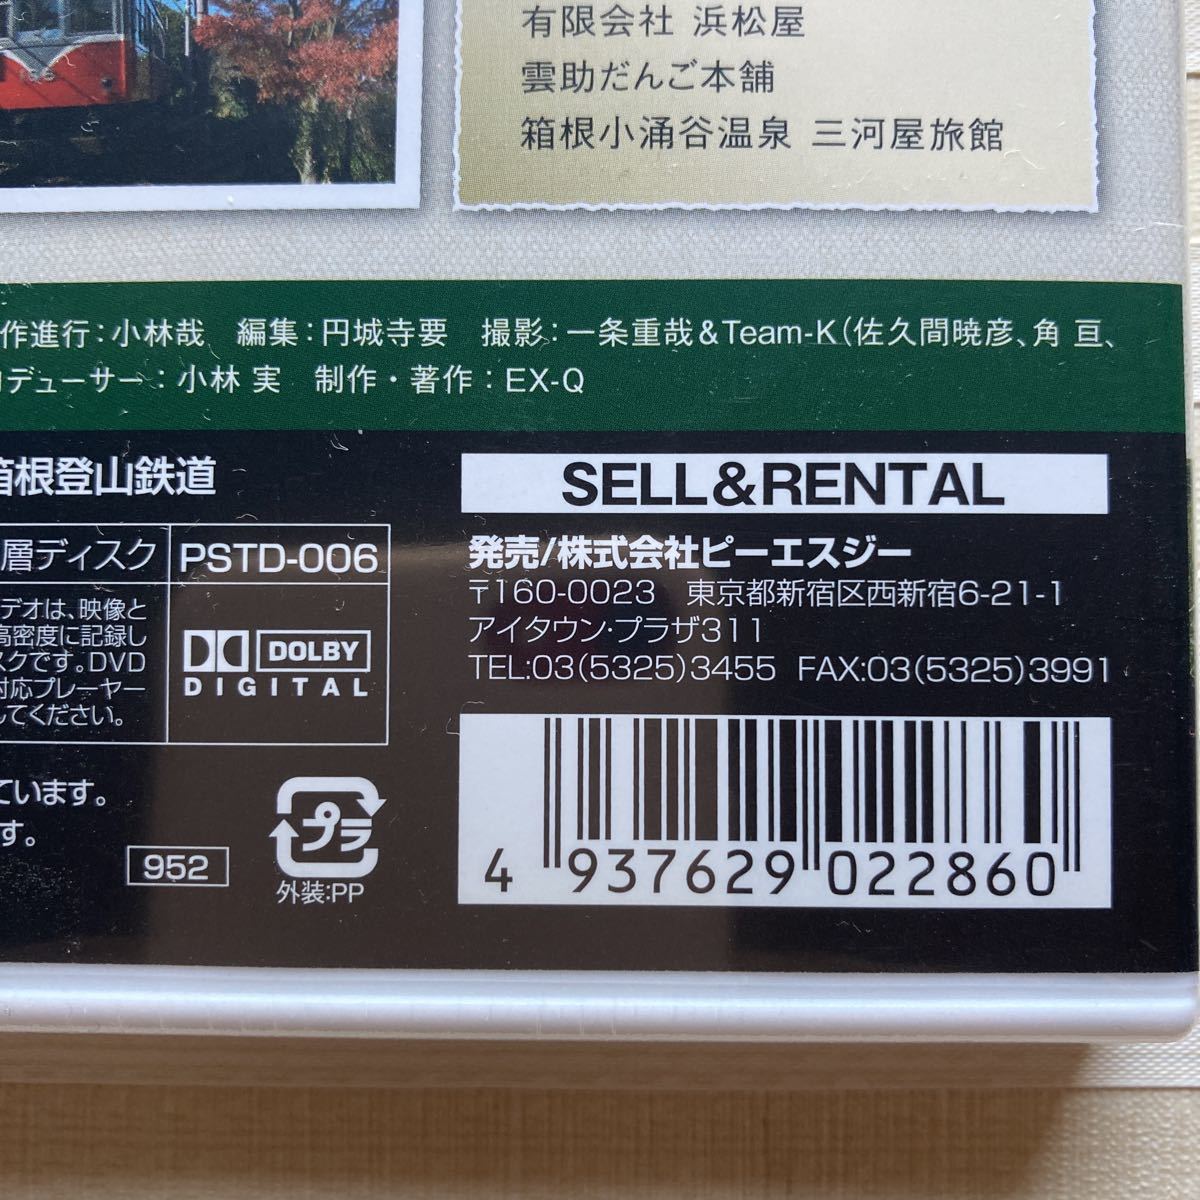 有限会社 浜松屋
雲助だんご本舗
箱根小涌谷温泉 三河屋旅館
作進行：小林哉　編集：円城寺要　撮影：一条重哉＆Team-K（佐久間暁彦、角 亘、
ロデューサー：小林 実　制作・著作：EX-Q
箱根登山鉄道
SELL&RENTAL
層ディスク PSTD-006
デオは、映像と
高密度に記録し
スクです。DVD
対応プレーヤー
してください。
DOLBY
DIGITAL
発売/株式会社ピーエスジー
〒160-0023　東京都新宿区西新宿6-21-1
アイタウン・プラザ311
TEL:03(5325)3455 FAX:03(5325)3991
ています。
す。
952
プラ
外装:PP
4 937629 022860